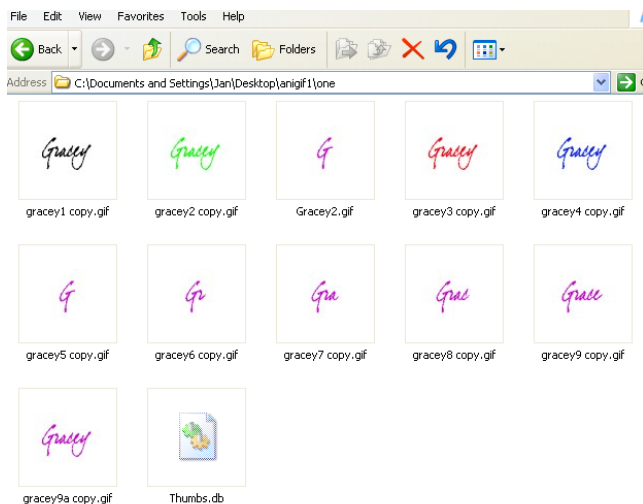 File Edit View Favorites Tools Help
Back Search Folders
Address C:\Documents and Settings\Jan\Desktop\anigif1\one
Gracey Gracey G Gracey Gracey
gracey1 copy.gif gracey2 copy.gif Gracey2.gif gracey3 copy.gif gracey4 copy.gif
G Gr Gra Grac Grace
gracey5 copy.gif gracey6 copy.gif gracey7 copy.gif gracey8 copy.gif gracey9 copy.gif
Gracey
gracey9a copy.gif Thumbs.db